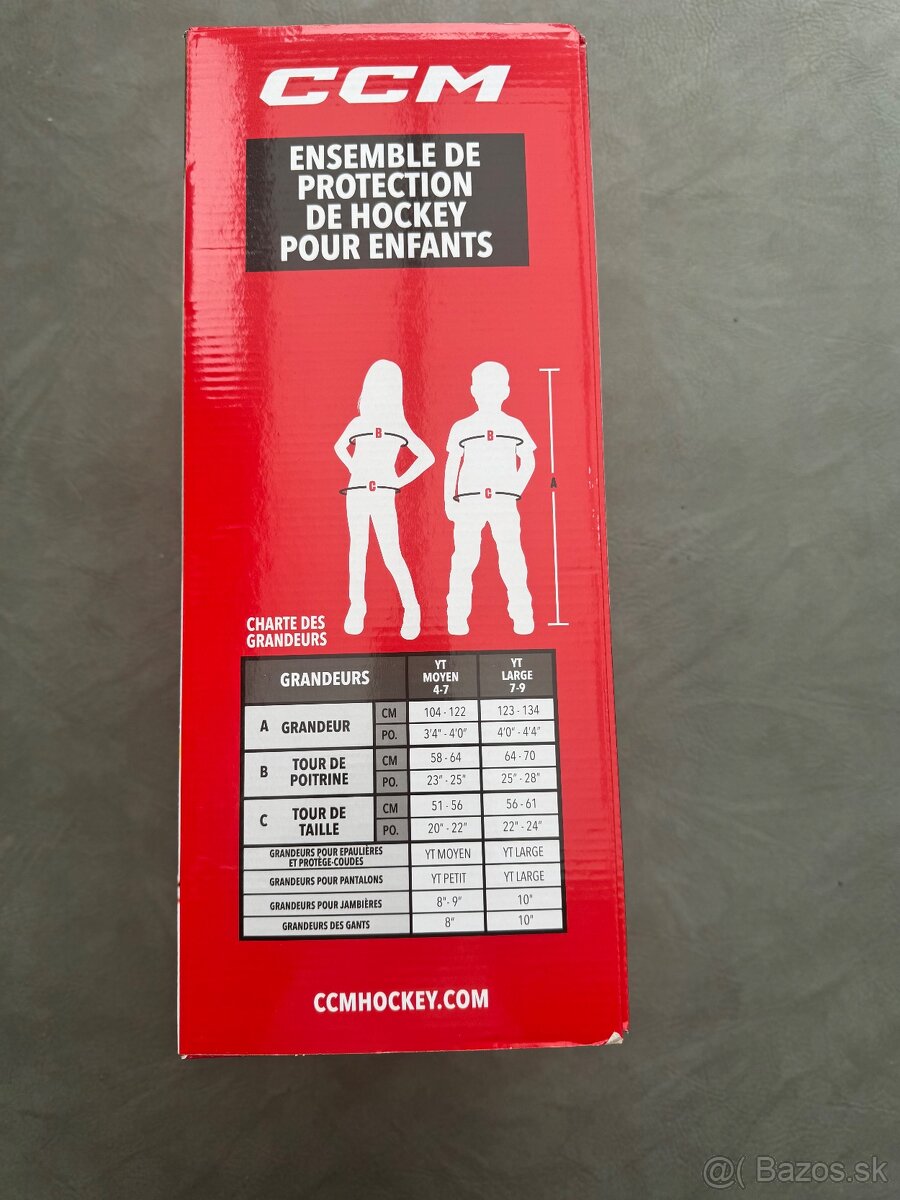 CCM
ENSEMBLE DE
PROTECTION
DE HOCKEY
POUR ENFANTS
B
B
C
C
A
CHARTE DES
GRANDEURS
GRANDEURS
YT
MOYEN
4-7
YT
LARGE
7-9
A GRANDEUR CM 104 - 122 123 - 134
PO. 3'4" - 4'0" 4'0" - 4'4"
B TOUR DE
POITRINE CM 58 - 64 64 - 70
PO. 23" - 25" 25" - 28"
C TOUR DE
TAILLE CM 51 - 56 56 - 61
PO. 20" - 22" 22" - 24"
GRANDEURS POUR EPAULIÈRES
ET PROTÈGE-COUDES YT MOYEN YT LARGE
GRANDEURS POUR PANTALONS YT PETIT YT LARGE
GRANDEURS POUR JAMBIÈRES 8"- 9" 10"
GRANDEURS DES GANTS 8" 10"
CCMHOCKEY.COM
@( Bazos.sk